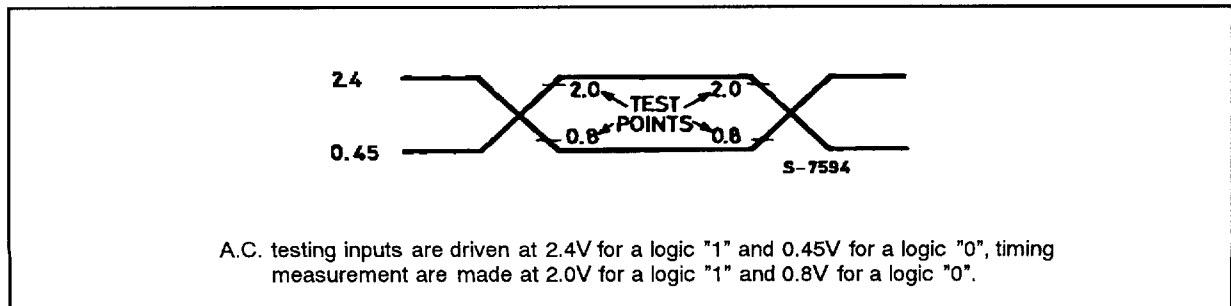 2.4
2.0 2.0
TEST
POINTS
0.8 0.8
0.45
S-7594
A.C. testing inputs are driven at 2.4V for a logic "1" and 0.45V for a logic "0", timing
measurement are made at 2.0V for a logic "1" and 0.8V for a logic "0".